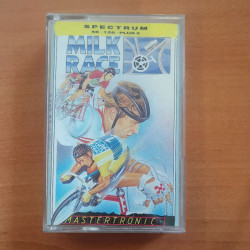 SPECTRUM
48 · 128 · PLUS 2
MILK
RACE
MASTERTRONIC